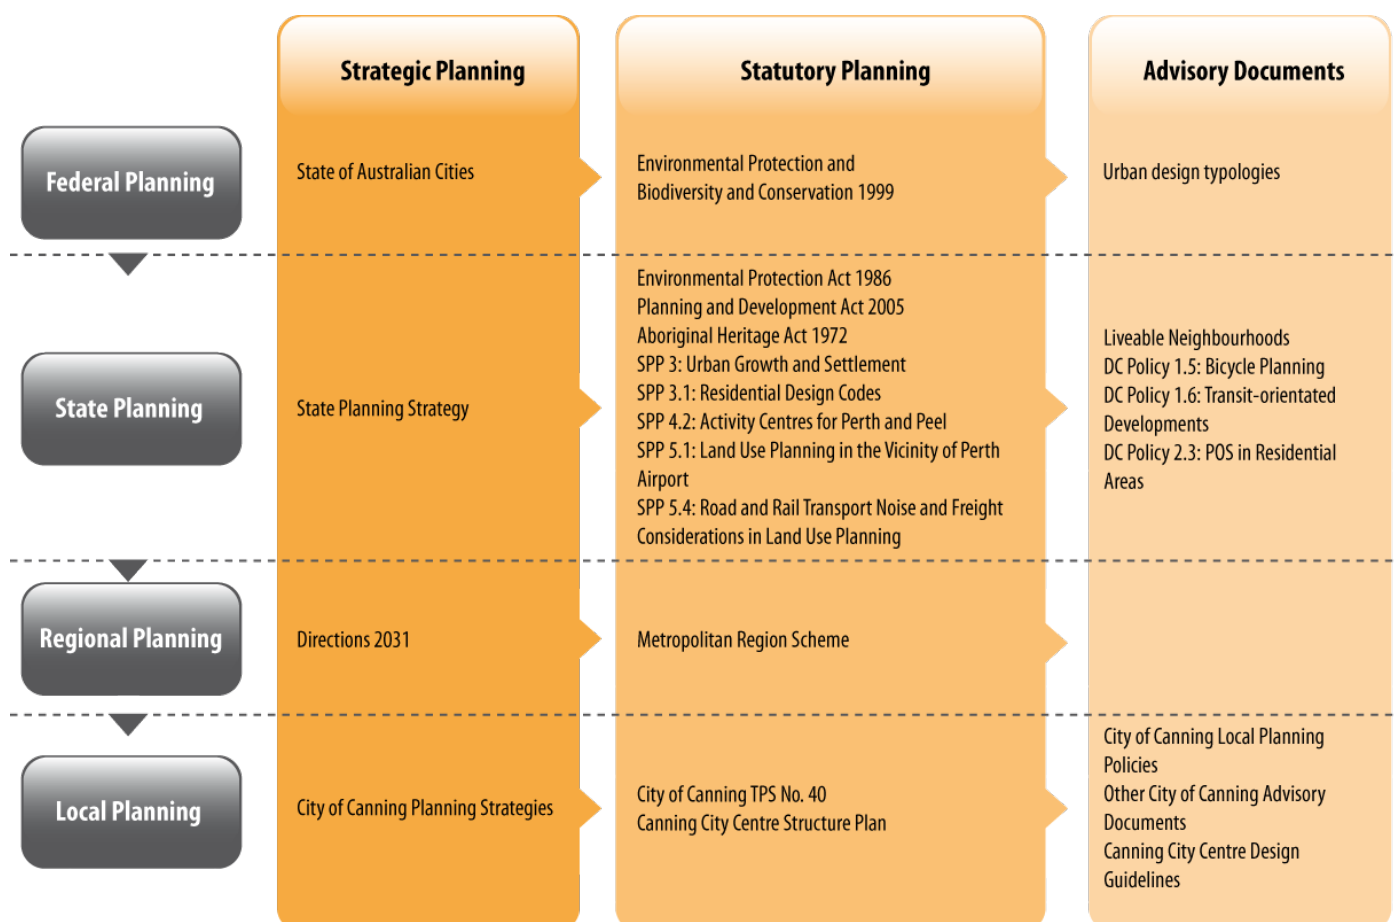 Strategic Planning
Statutory Planning
Advisory Documents
Federal Planning
State of Australian Cities
Environmental Protection and
Biodiversity and Conservation 1999
Urban design typologies
State Planning
State Planning Strategy
Environmental Protection Act 1986
Planning and Development Act 2005
Aboriginal Heritage Act 1972
SPP 3: Urban Growth and Settlement
SPP 3.1: Residential Design Codes
SPP 4.2: Activity Centres for Perth and Peel
SPP 5.1: Land Use Planning in the Vicinity of Perth
Airport
SPP 5.4: Road and Rail Transport Noise and Freight
Considerations in Land Use Planning
Liveable Neighbourhoods
DC Policy 1.5: Bicycle Planning
DC Policy 1.6: Transit-orientated
Developments
DC Policy 2.3: POS in Residential
Areas
Regional Planning
Directions 2031
Metropolitan Region Scheme
Local Planning
City of Canning Planning Strategies
City of Canning TPS No. 40
Canning City Centre Structure Plan
City of Canning Local Planning
Policies
Other City of Canning Advisory
Documents
Canning City Centre Design
Guidelines